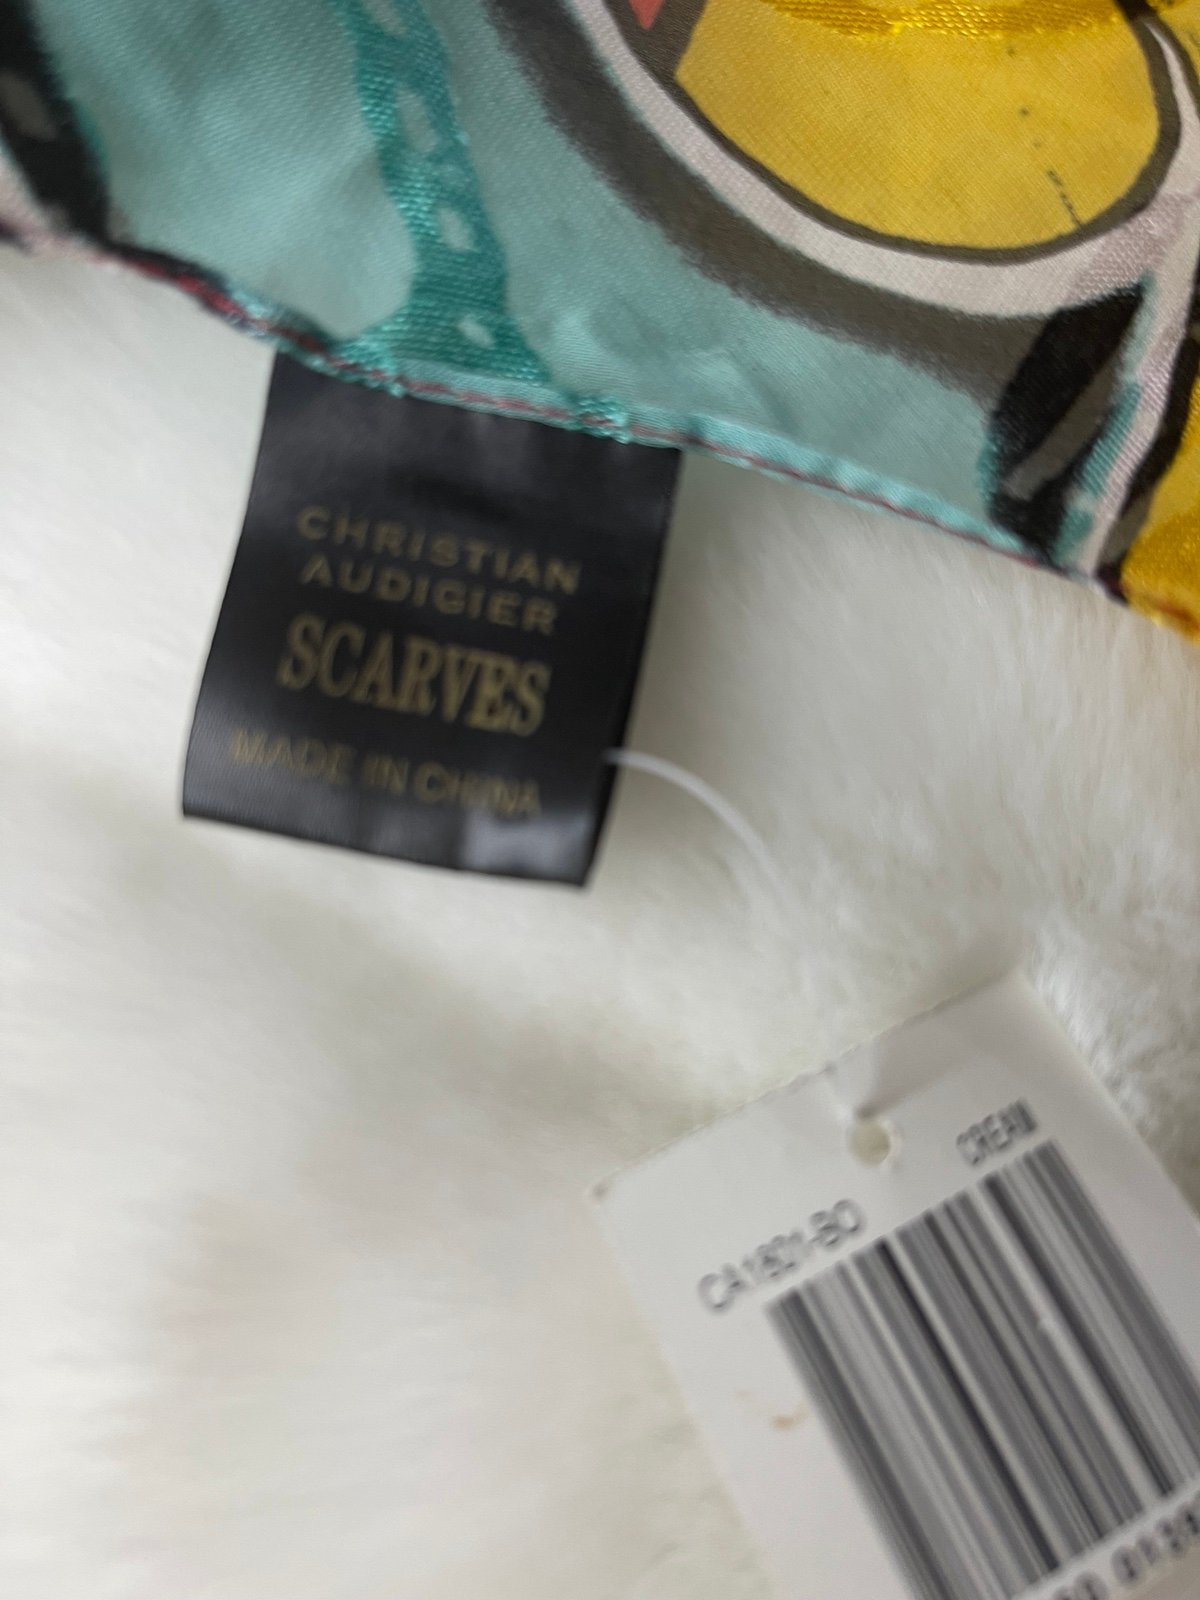 CHRISTIAN
AUDIGIER
SCARVES
MADE IN CHINA
CREAM
CA1821-BO